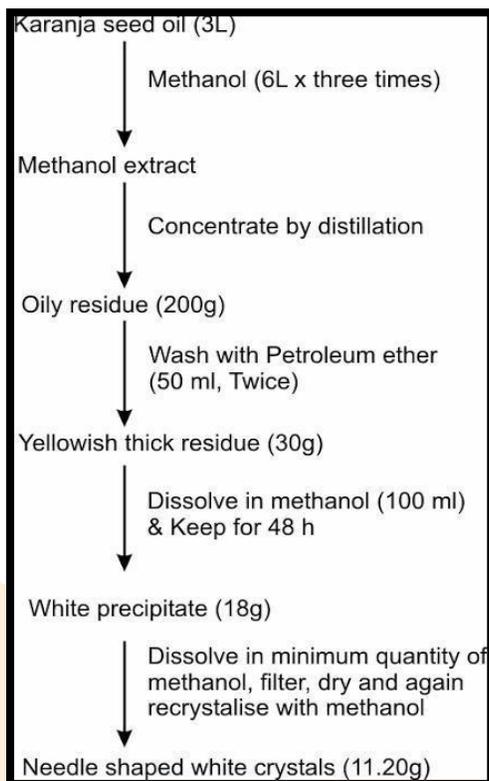 Karanja seed oil (3L)
Methanol (6L x three times)
Methanol extract
Concentrate by distillation
Oily residue (200g)
Wash with Petroleum ether
(50 ml, Twice)
Yellowish thick residue (30g)
Dissolve in methanol (100 ml)
& Keep for 48 h
White precipitate (18g)
Dissolve in minimum quantity of
methanol, filter, dry and again
recrystalise with methanol
Needle shaped white crystals (11.20g)